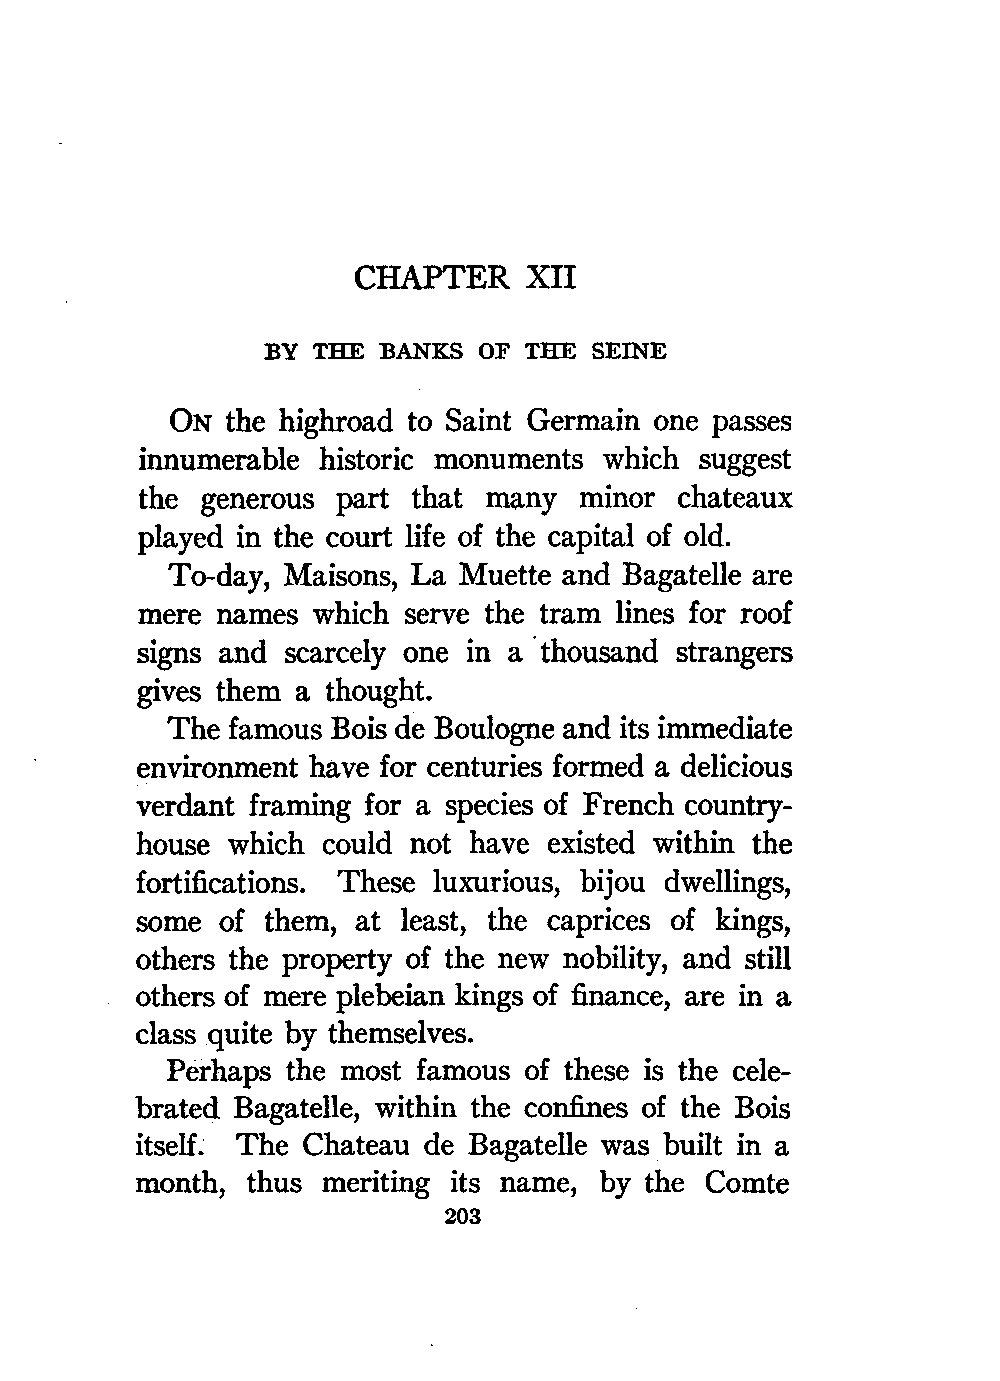 CHAPTER XII
BY THE BANKS OF THE SEINE
ON the highroad to Saint Germain one passes
innumerable historic monuments which suggest
the generous part that many minor chateaux
played in the court life of the capital of old.
To-day, Maisons, La Muette and Bagatelle are
mere names which serve the tram lines for roof
signs and scarcely one in a thousand strangers
gives them a thought.
The famous Bois de Boulogne and its immediate
environment have for centuries formed a delicious
verdant framing for a species of French country-
house which could not have existed within the
fortifications. These luxurious, bijou dwellings,
some of them, at least, the caprices of kings,
others the property of the new nobility, and still
others of mere plebeian kings of finance, are in a
class quite by themselves.
Perhaps the most famous of these is the cele-
brated Bagatelle, within the confines of the Bois
itself. The Chateau de Bagatelle was built in a
month, thus meriting its name, by the Comte
203